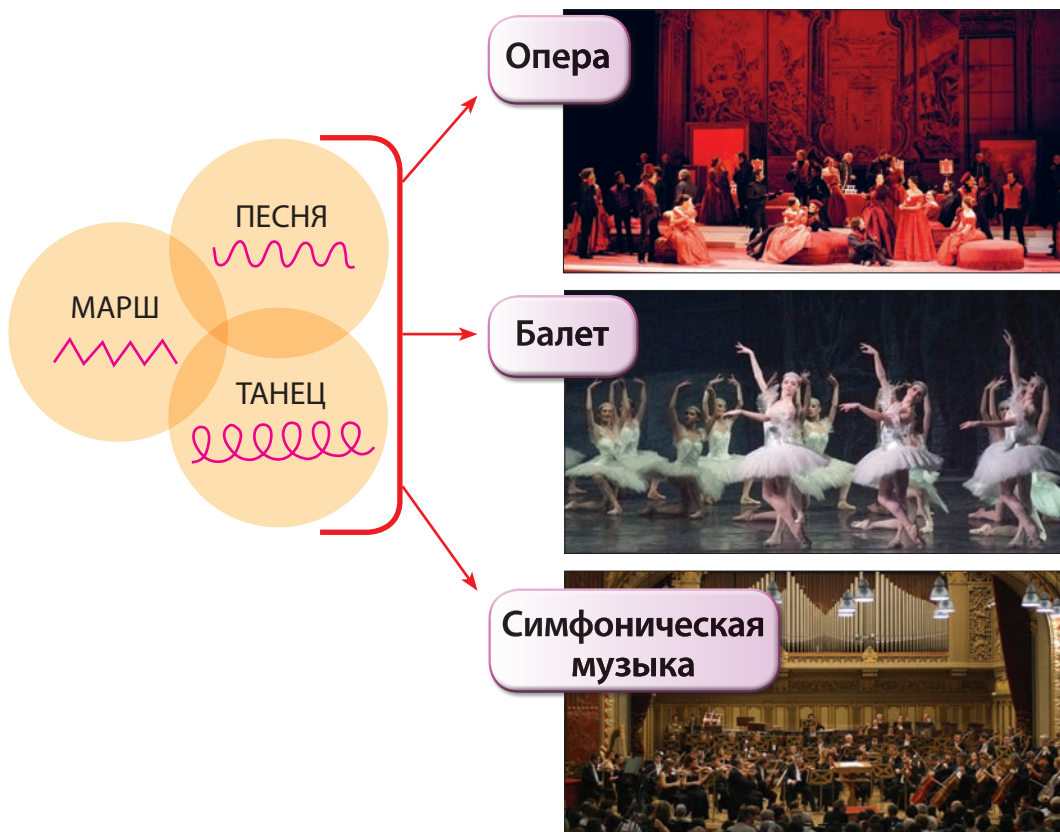 Опера
ПЕСНЯ
МАРШ
Балет
ТАНЕЦ
Симфоническая
музыка